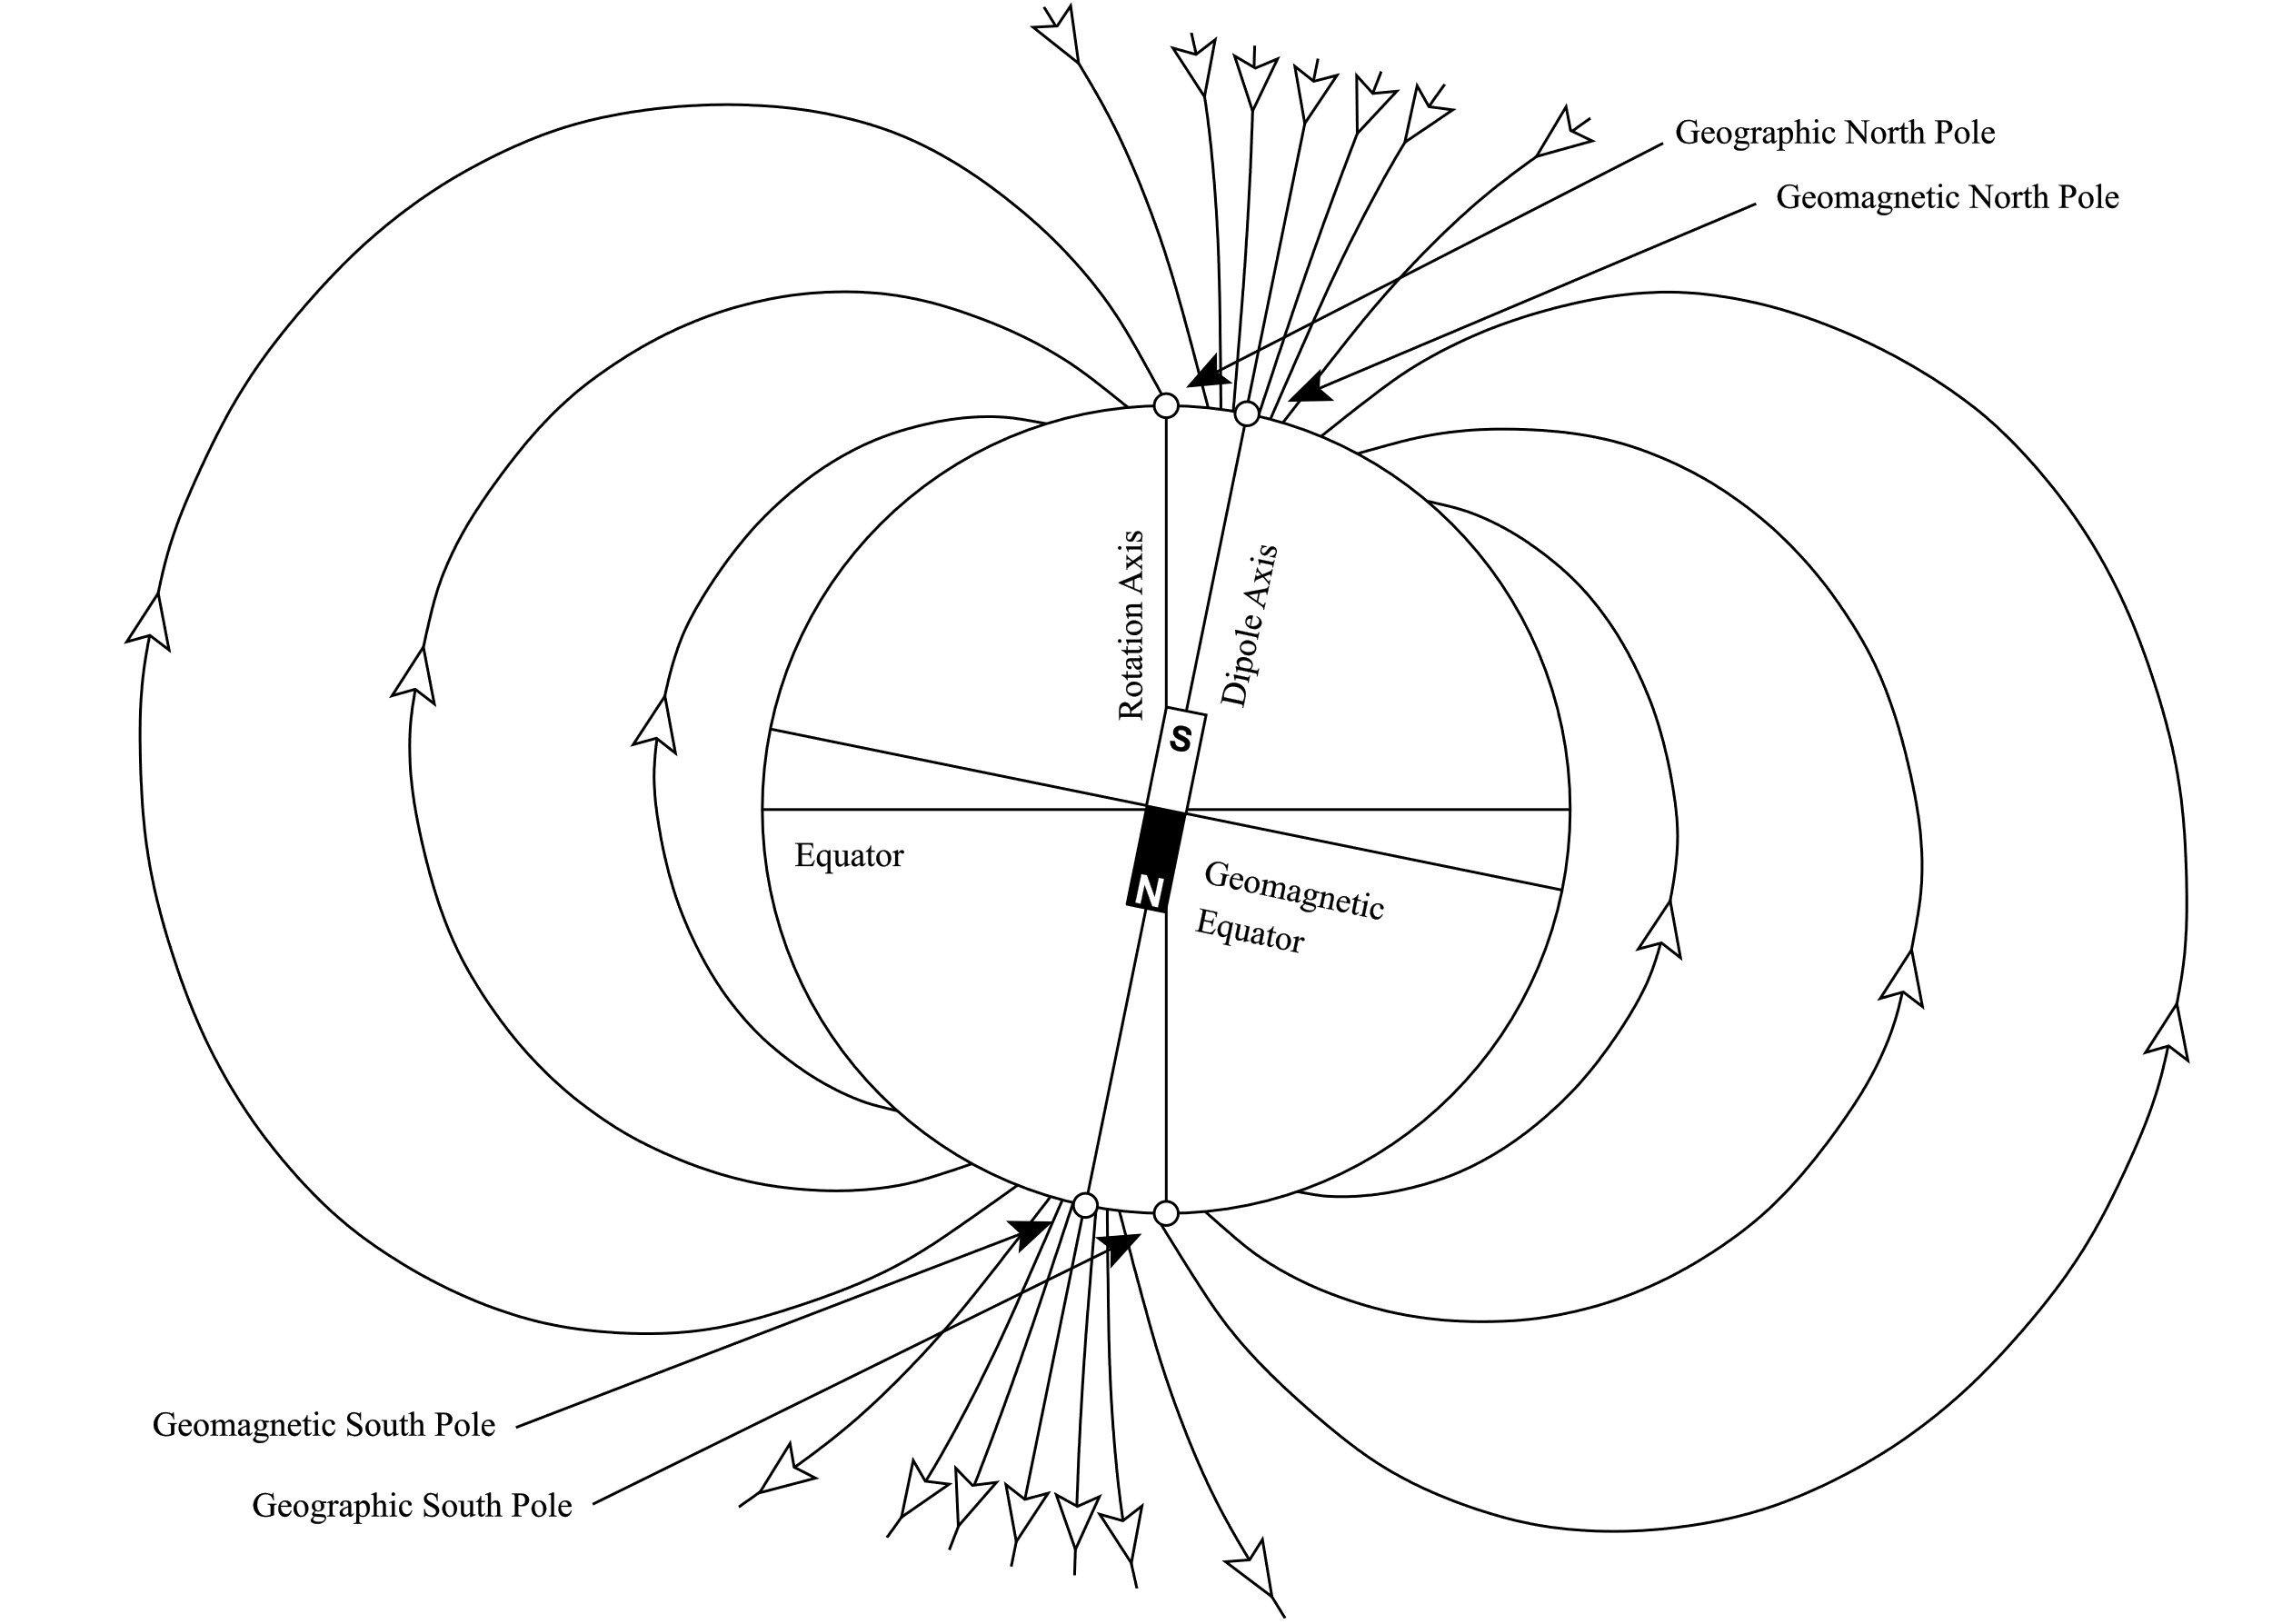 Geographic North Pole
Geomagnetic North Pole
Rotation Axis
Dipole Axis
S
Equator
N
Geomagnetic
Equator
Geomagnetic South Pole
Geographic South Pole